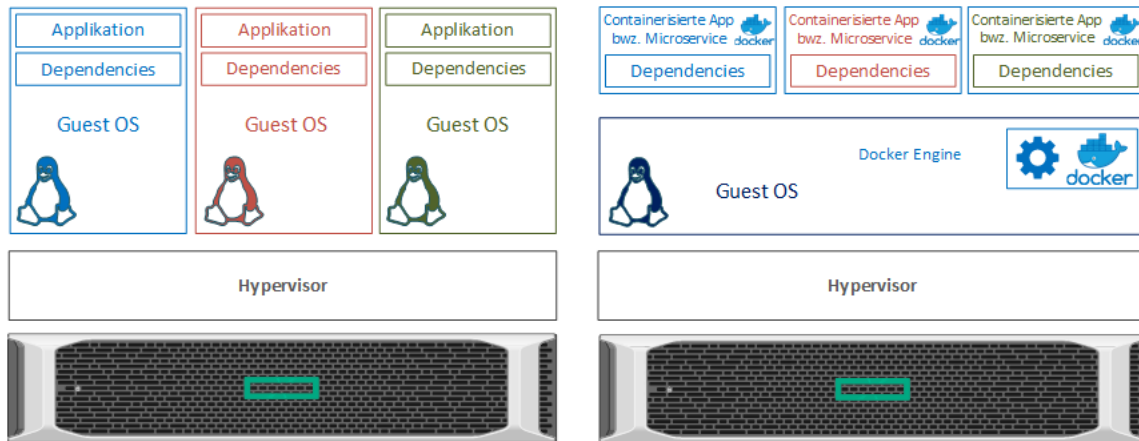 Applikation
Dependencies
Guest OS
Applikation
Dependencies
Guest OS
Applikation
Dependencies
Guest OS
Hypervisor
Containerisierte App
bwz. Microservice
docker
Dependencies
Containerisierte App
bwz. Microservice
docker
Dependencies
Containerisierte App
bwz. Microservice
docker
Dependencies
Docker Engine
docker
Guest OS
Hypervisor